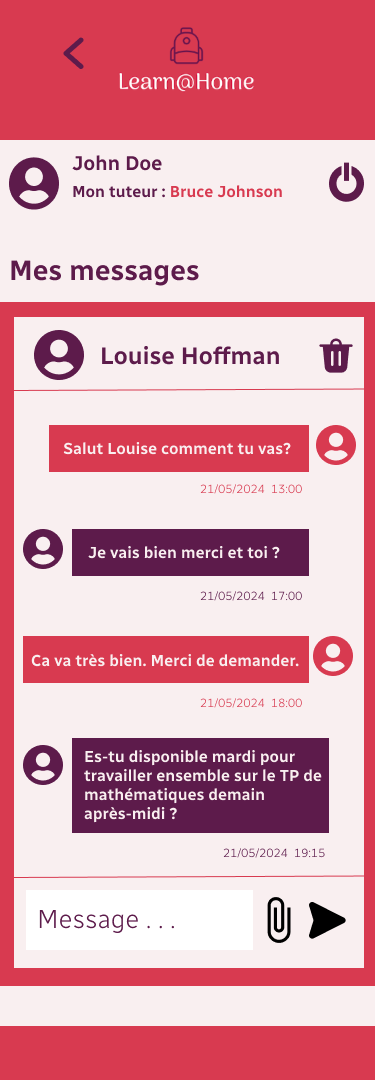 Learn@Home
John Doe
Mon tuteur : Bruce Johnson
Mes messages
Louise Hoffman
Salut Louise comment tu vas?
21/05/2024 13:00
Je vais bien merci et toi ?
21/05/2024 17:00
Ca va très bien. Merci de demander.
21/05/2024 18:00
Es-tu disponible mardi pour
travailler ensemble sur le TP de
mathématiques demain
après-midi ?
21/05/2024 19:15
Message . . .